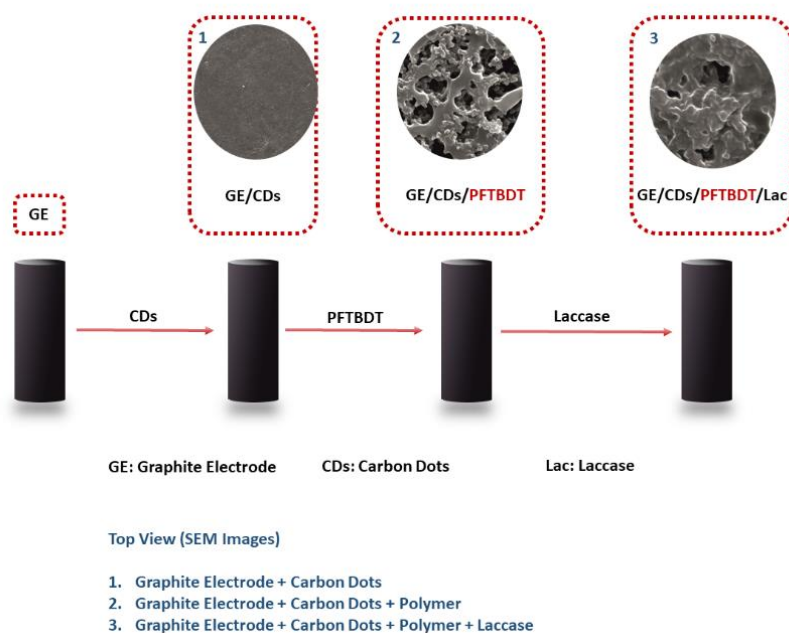 1
2
3
GE/CDs
GE/CDs/PFTBDT
GE/CDs/PFTBDT/Lac
GE
CDs
PFTBDT
Laccase
GE: Graphite Electrode
CDs: Carbon Dots
Lac: Laccase
Top View (SEM Images)
1. Graphite Electrode + Carbon Dots
2. Graphite Electrode + Carbon Dots + Polymer
3. Graphite Electrode + Carbon Dots + Polymer + Laccase